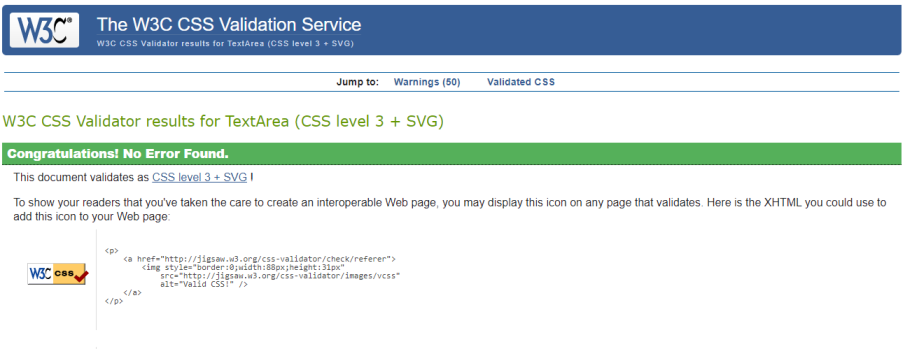 W3C®
The W3C CSS Validation Service
W3C CSS Validator results for TextArea (CSS level 3 + SVG)
Jump to: Warnings (50) Validated CSS
W3C CSS Validator results for TextArea (CSS level 3 + SVG)
Congratulations! No Error Found.
This document validates as CSS level 3 + SVG !
To show your readers that you've taken the care to create an interoperable Web page, you may display this icon on any page that validates. Here is the XHTML you could use to
add this icon to your Web page:
W3C css
<p>
<a href="http://jigsaw.w3.org/css-validator/check/referer">
<img style="border:0;width:88px;height:31px"
src="http://jigsaw.w3.org/css-validator/images/vcss"
alt="Valid CSS!" />
</a>
</p>